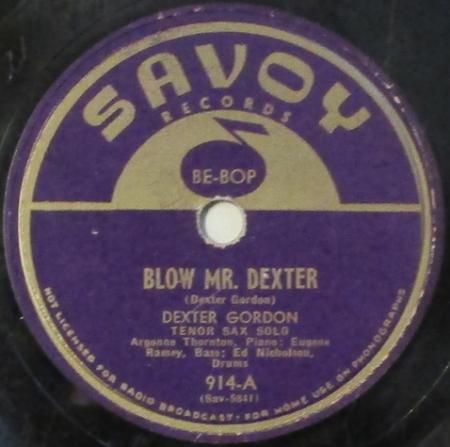 SAVOY
RECORDS
BE-BOP
BLOW MR. DEXTER
(Dexter Gordon)
DEXTER GORDON
TENOR SAX SOLO
Argonne Thornton, Piano; Eugene
Ramey, Bass; Ed Nicholson,
Drums
914-A
(Sav-5841)
NOT LICENSED FOR RADIO BROADCAST • FOR HOME USE ON PHONOGRAPHS